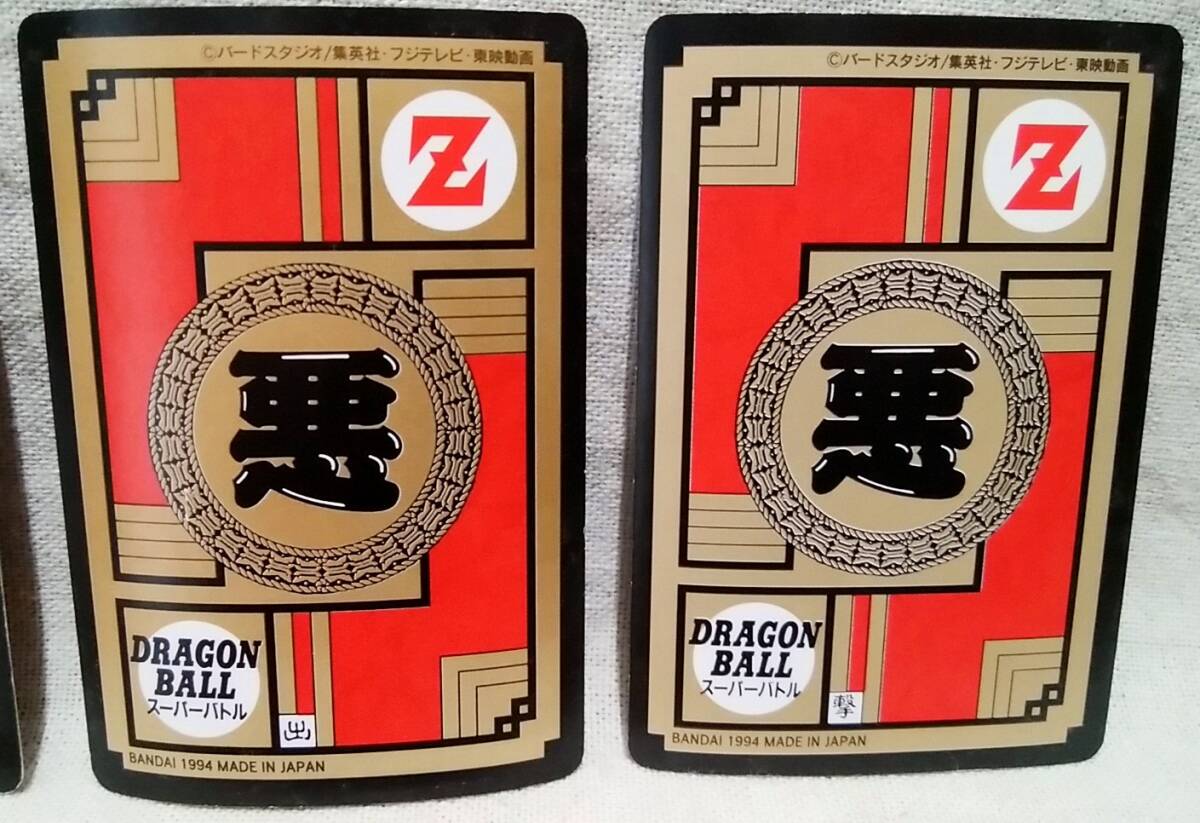 ©バードスタジオ/集英社・フジテレビ・東映動画
Z
悪
DRAGON
BALL
スーパーバトル
出
BANDAI 1994 MADE IN JAPAN
©バードスタジオ/集英社・フジテレビ・東映動画
Z
悪
DRAGON
BALL
スーパーバトル
撃
BANDAI 1994 MADE IN JAPAN